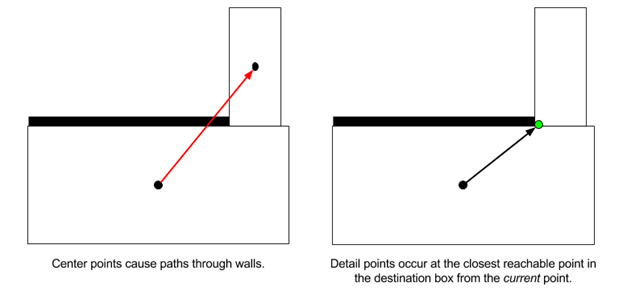 Center points cause paths through walls.
Detail points occur at the closest reachable point in
the destination box from the current point.